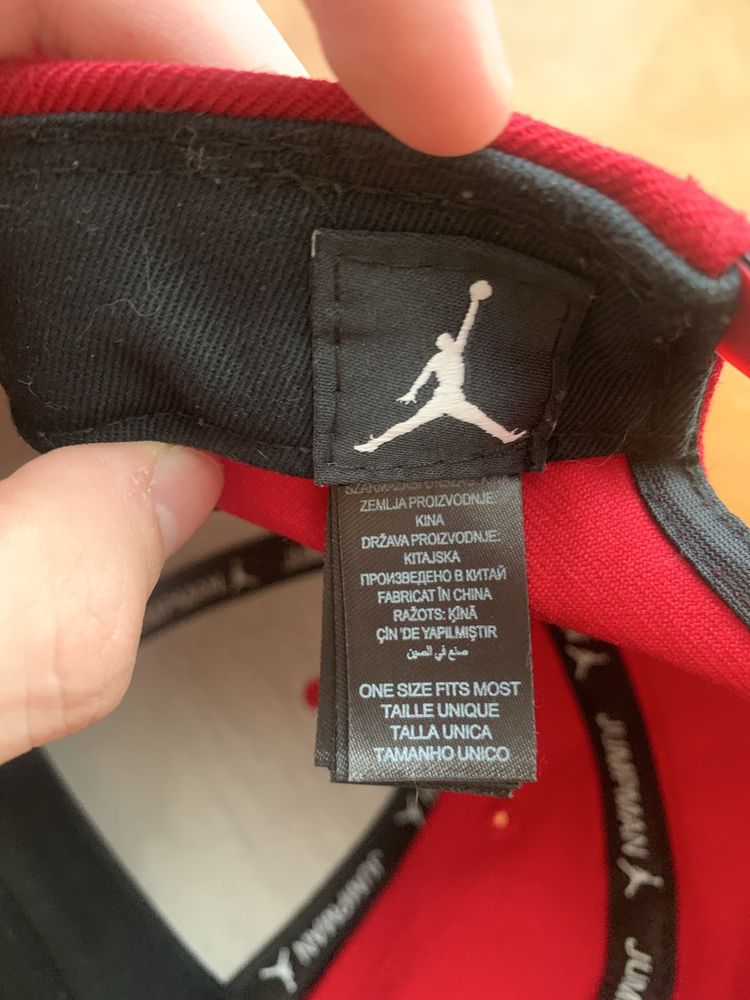 ZEMLJA PROIZVODNJE:
KINA
DRŽAVA PROIZVODNJE:
KITAJSKA
ПРОИЗВЕДЕНО В КИТАЙ
FABRICAT ÎN CHINA
RAŽOTS: ĶĪNĀ
ÇİN 'DE YAPILMIŞTIR
صنع في الصين
ONE SIZE FITS MOST
TAILLE UNIQUE
TALLA UNICA
TAMANHO UNICO
JUMPMAN
JUMPMAN